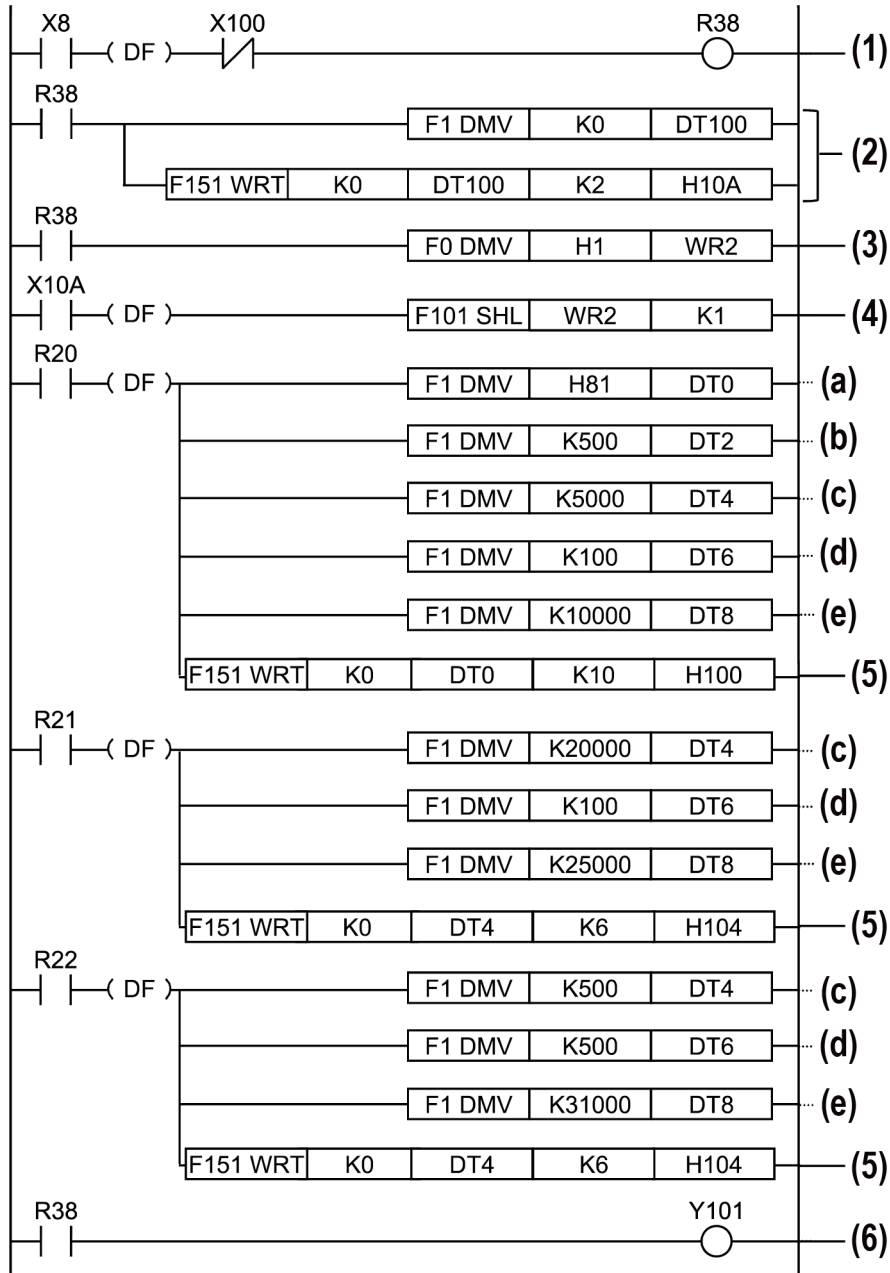 X8 X100 R38
( DF ) (1)
R38
F1 DMV K0 DT100
(2)
F151 WRT K0 DT100 K2 H10A
R38
F0 DMV H1 WR2 (3)
X10A
( DF ) F101 SHL WR2 K1 (4)
R20
( DF ) F1 DMV H81 DT0 (a)
F1 DMV K500 DT2 (b)
F1 DMV K5000 DT4 (c)
F1 DMV K100 DT6 (d)
F1 DMV K10000 DT8 (e)
F151 WRT K0 DT0 K10 H100 (5)
R21
( DF ) F1 DMV K20000 DT4 (c)
F1 DMV K100 DT6 (d)
F1 DMV K25000 DT8 (e)
F151 WRT K0 DT4 K6 H104 (5)
R22
( DF ) F1 DMV K500 DT4 (c)
F1 DMV K500 DT6 (d)
F1 DMV K31000 DT8 (e)
F151 WRT K0 DT4 K6 H104 (5)
R38 Y101
(6)